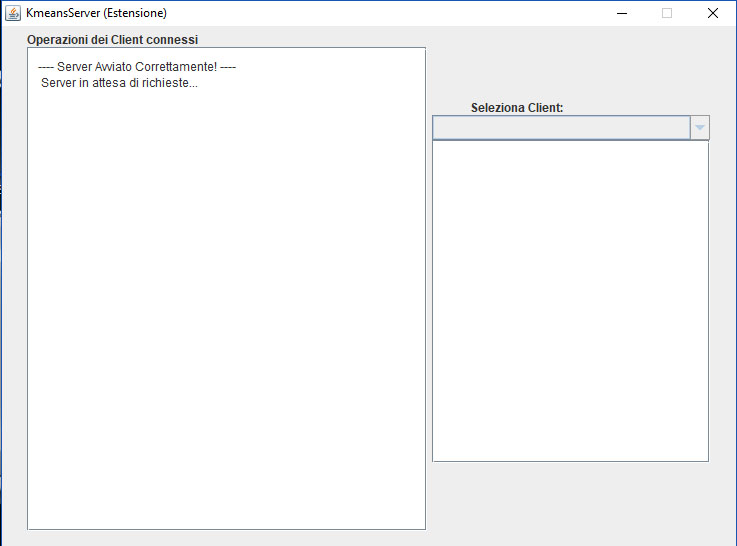 KmeansServer (Estensione)
Operazioni dei Client connessi
---- Server Avviato Correttamente! ----
Server in attesa di richieste...
Seleziona Client: